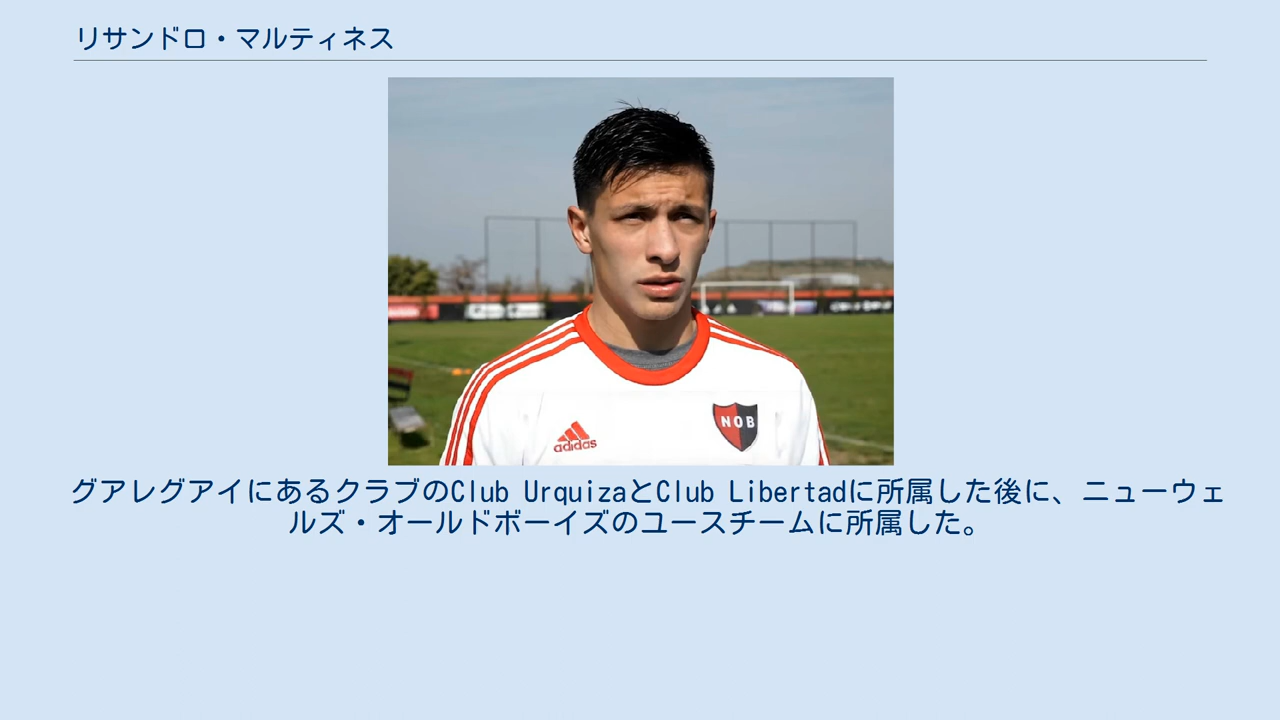 リサンドロ・マルティネス
adidas
NOB
グアレグアイにあるクラブのClub UrquizaとClub Libertadに所属した後に、ニューウェ
ルズ・オールドボーイズのユースチームに所属した。